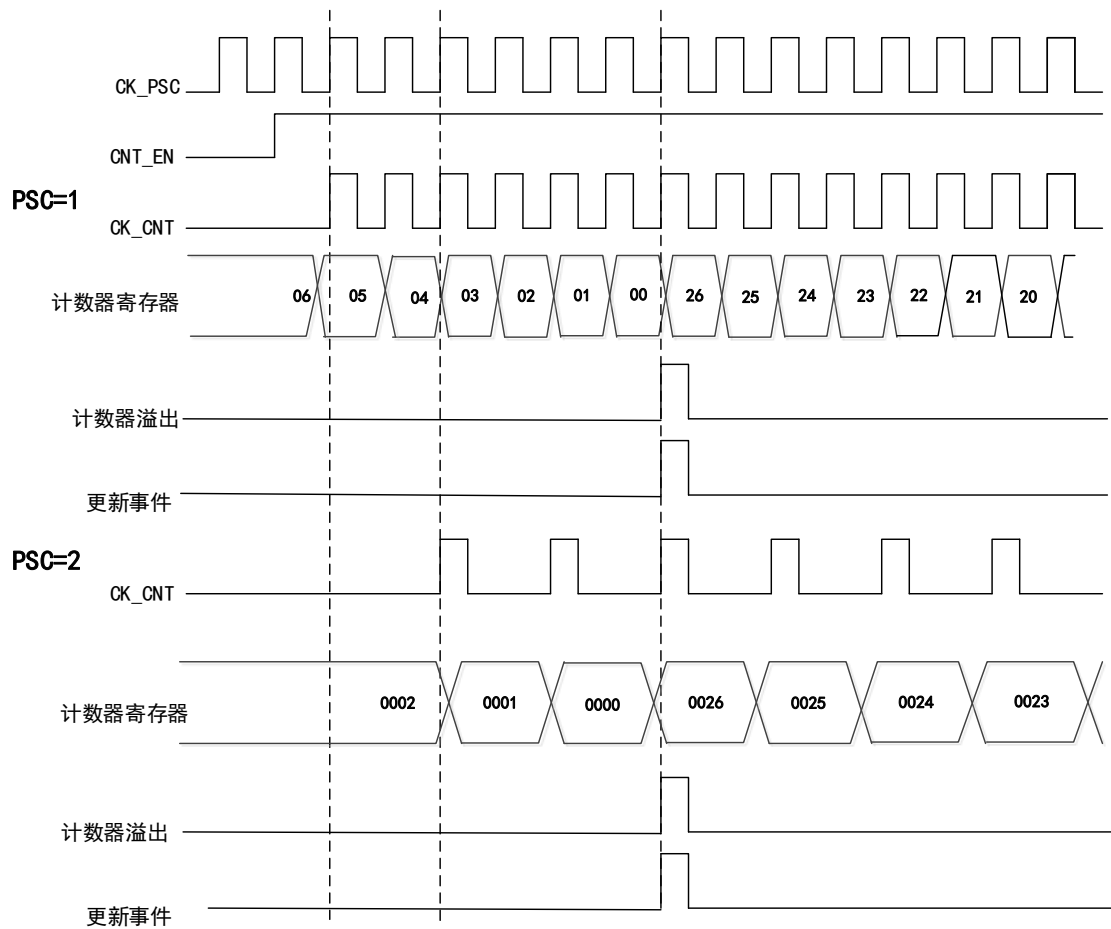 CK_PSC
CNT_EN
PSC=1
CK_CNT
计数器寄存器 06 05 04 03 02 01 00 26 25 24 23 22 21 20
计数器溢出
更新事件
PSC=2
CK_CNT
计数器寄存器 0002 0001 0000 0026 0025 0024 0023
计数器溢出
更新事件